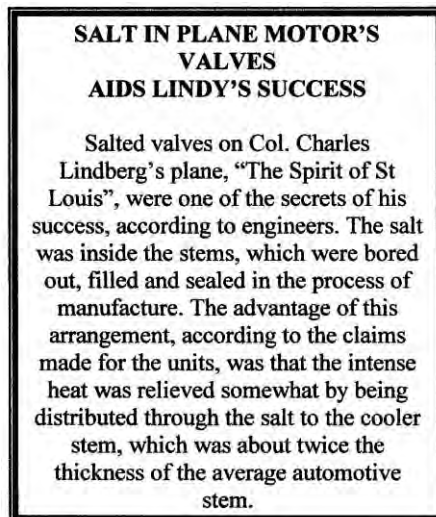 SALT IN PLANE MOTOR'S
VALVES
AIDS LINDY'S SUCCESS
Salted valves on Col. Charles
Lindberg's plane, “The Spirit of St
Louis”, were one of the secrets of his
success, according to engineers. The salt
was inside the stems, which were bored
out, filled and sealed in the process of
manufacture. The advantage of this
arrangement, according to the claims
made for the units, was that the intense
heat was relieved somewhat by being
distributed through the salt to the cooler
stem, which was about twice the
thickness of the average automotive
stem.